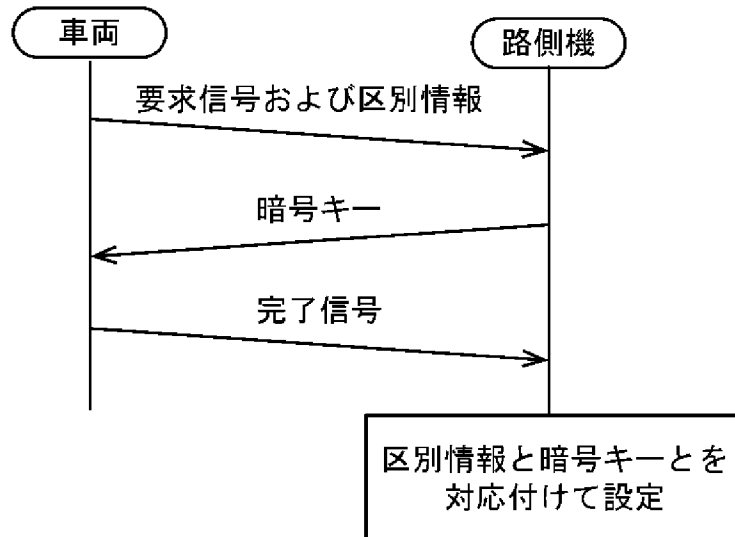 車両
路側機
要求信号および区別情報
暗号キー
完了信号
区別情報と暗号キーとを
対応付けて設定